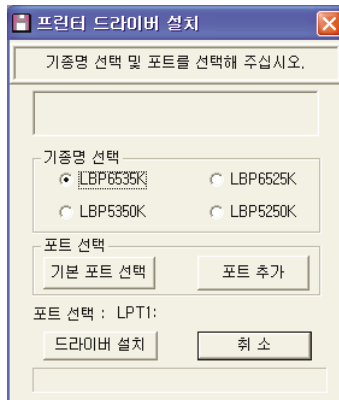 프린터 드라이버 설치
기종명 선택 및 포트를 선택해 주십시오.
기종명 선택
LBP6535K LBP6525K
LBP5350K LBP5250K
포트 선택
기본 포트 선택 포트 추가
포트 선택 : LPT1:
드라이버 설치 취 소